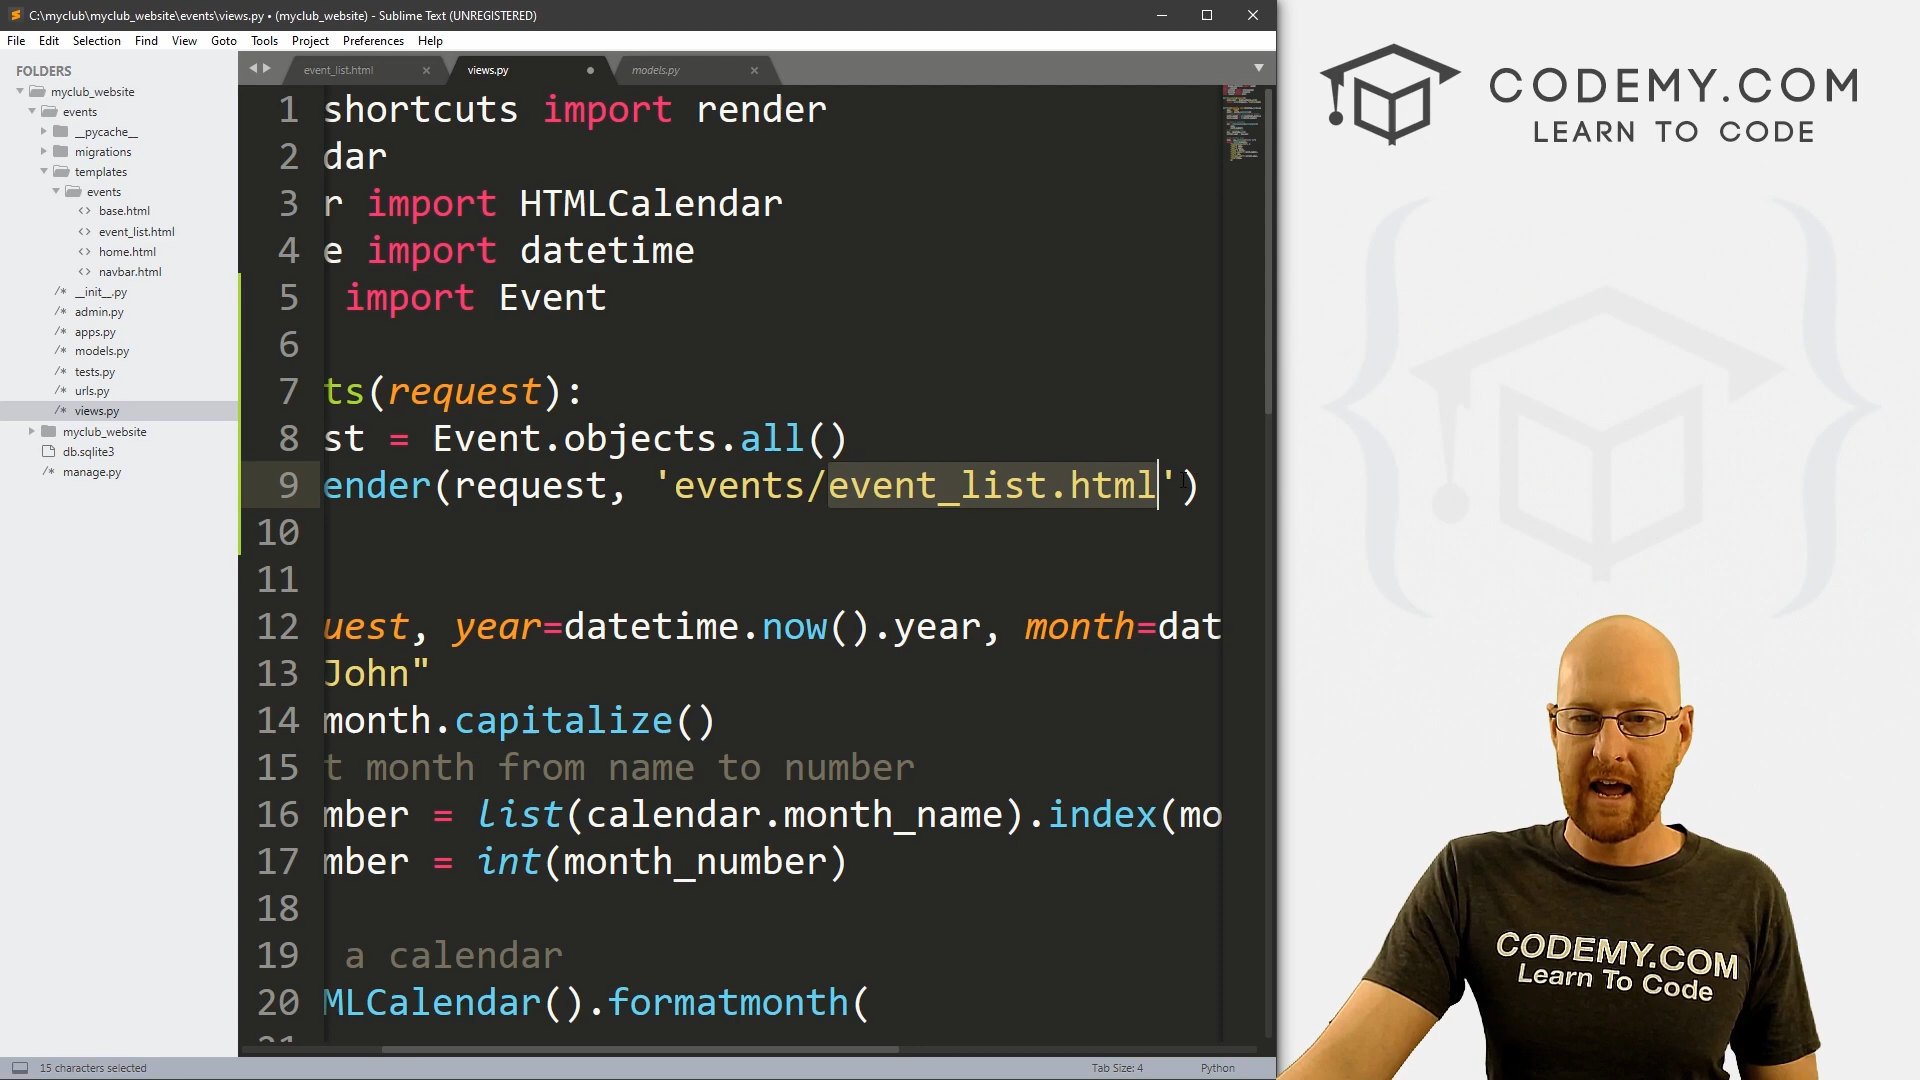 C:\myclub\myclub_website\events\views.py • (myclub_website) - Sublime Text (UNREGISTERED)
File Edit Selection Find View Goto Tools Project Preferences Help
FOLDERS
myclub_website
events
__pycache__
migrations
templates
events
base.html
event_list.html
home.html
navbar.html
__init__.py
admin.py
apps.py
models.py
tests.py
urls.py
views.py
myclub_website
db.sqlite3
manage.py
event_list.html views.py models.py
1 shortcuts import render
2 dar
3 r import HTMLCalendar
4 e import datetime
5 import Event
6
7 ts(request):
8 st = Event.objects.all()
9 ender(request, 'events/event_list.html')
10
11
12 uest, year=datetime.now().year, month=dat
13 John"
14 month.capitalize()
15 t month from name to number
16 mber = list(calendar.month_name).index(mo
17 mber = int(month_number)
18
19 a calendar
20 MLCalendar().formatmonth(
21
15 characters selected
Tab Size: 4
Python
CODEMY.COM
LEARN TO CODE
CODEMY.COM
Learn To Code